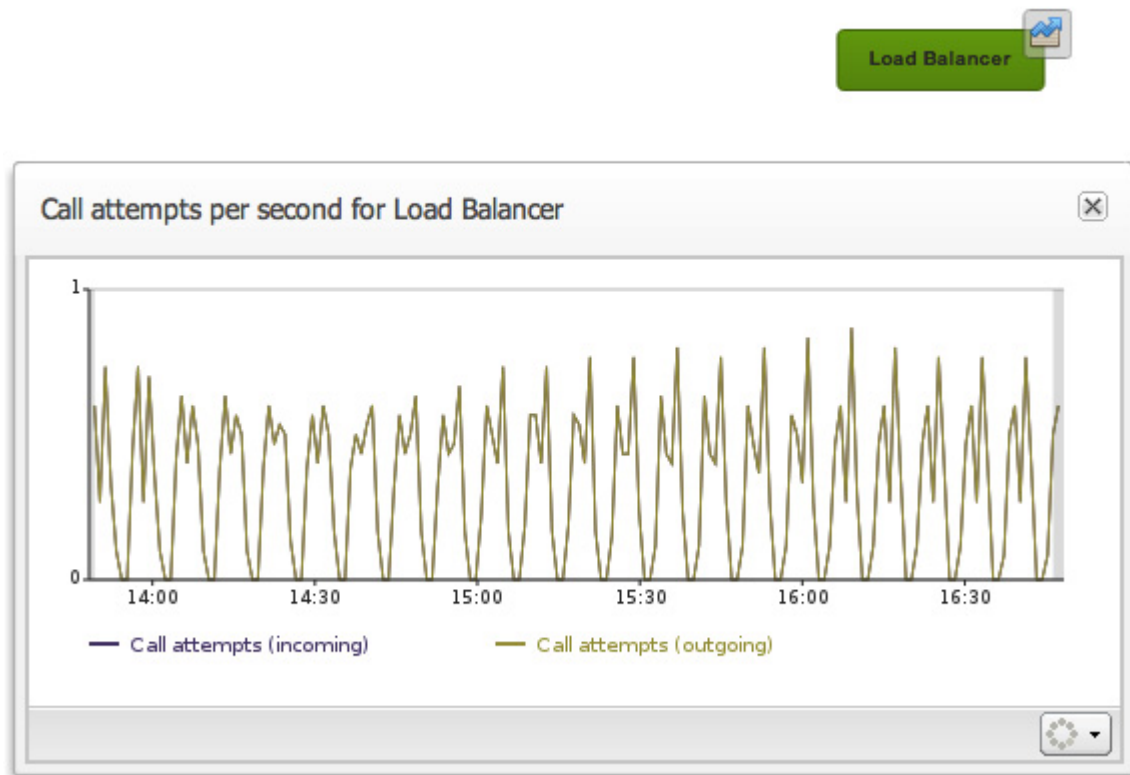 Load Balancer
Call attempts per second for Load Balancer
1
0
14:00 14:30 15:00 15:30 16:00 16:30
Call attempts (incoming) Call attempts (outgoing)